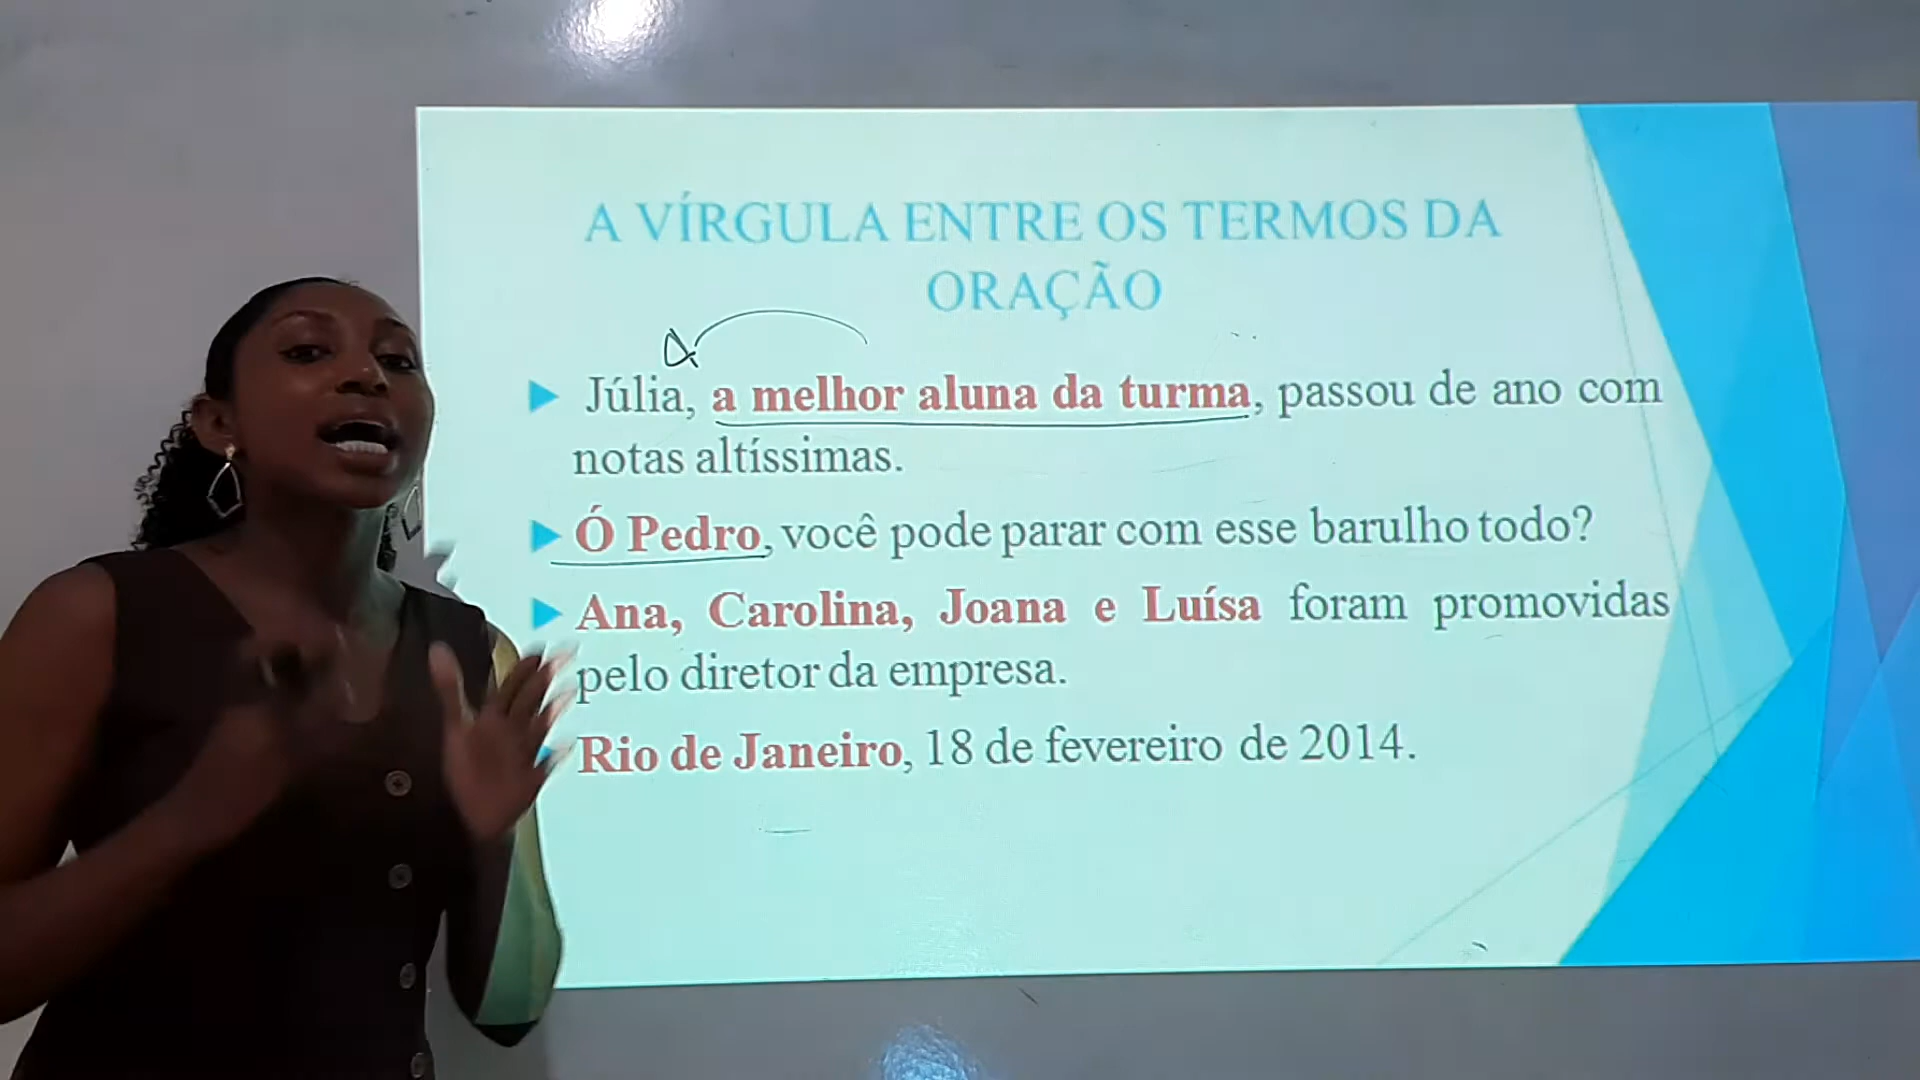 A VÍRGULA ENTRE OS TERMOS DA
ORAÇÃO
Júlia, a melhor aluna da turma, passou de ano com
notas altíssimas.
Ó Pedro, você pode parar com esse barulho todo?
Ana, Carolina, Joana e Luísa foram promovidas
pelo diretor da empresa.
Rio de Janeiro, 18 de fevereiro de 2014.